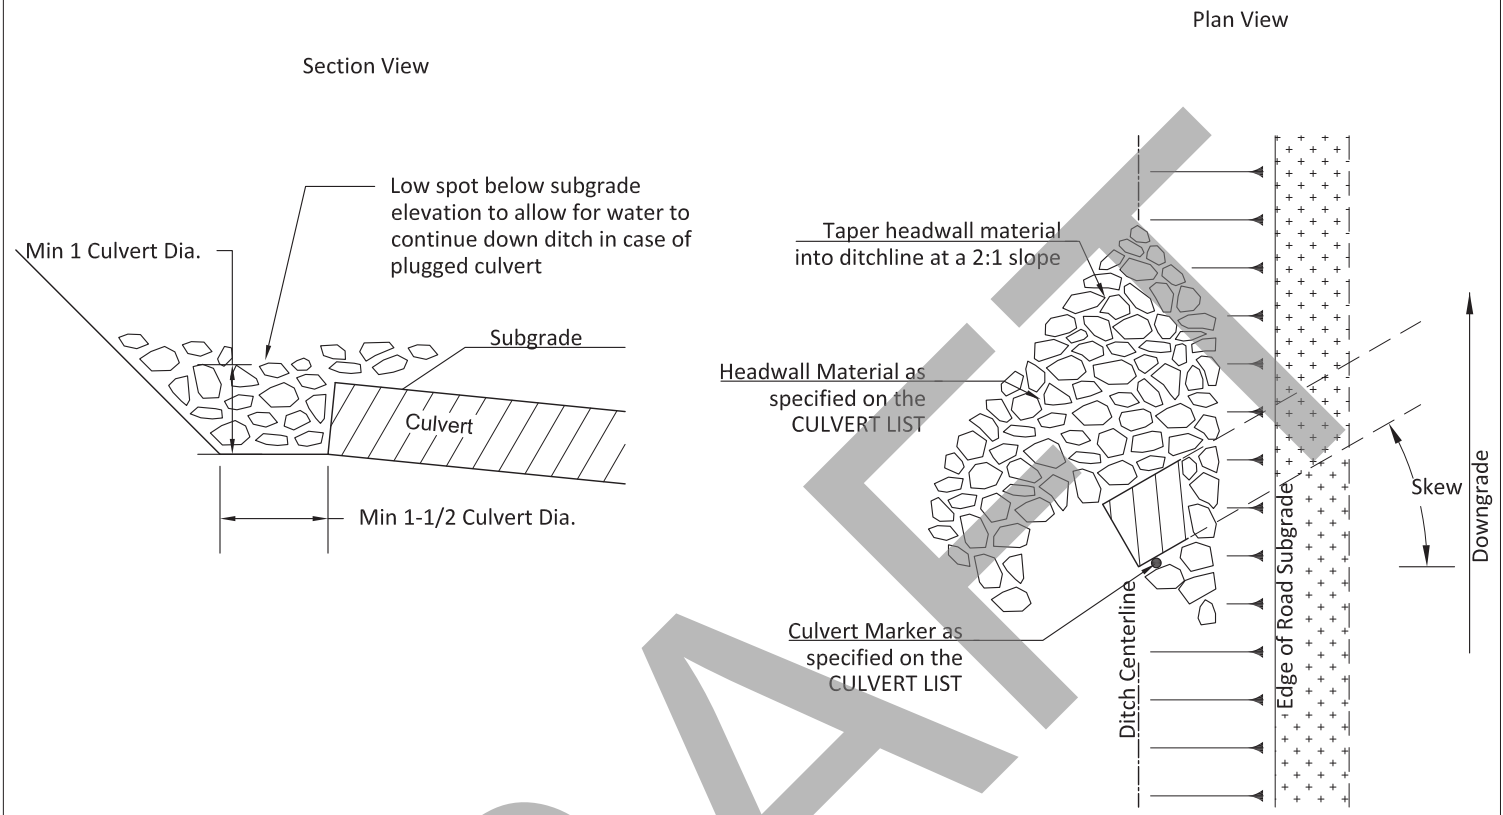 Plan View
Section View
Low spot below subgrade
elevation to allow for water to
continue down ditch in case of
plugged culvert
Min 1 Culvert Dia.
Subgrade
Culvert
Min 1-1/2 Culvert Dia.
Taper headwall material
into ditchline at a 2:1 slope
Headwall Material as
specified on the
CULVERT LIST
Culvert Marker as
specified on the
CULVERT LIST
Ditch Centerline
Edge of Road Subgrade
Skew
Downgrade
DRAFT